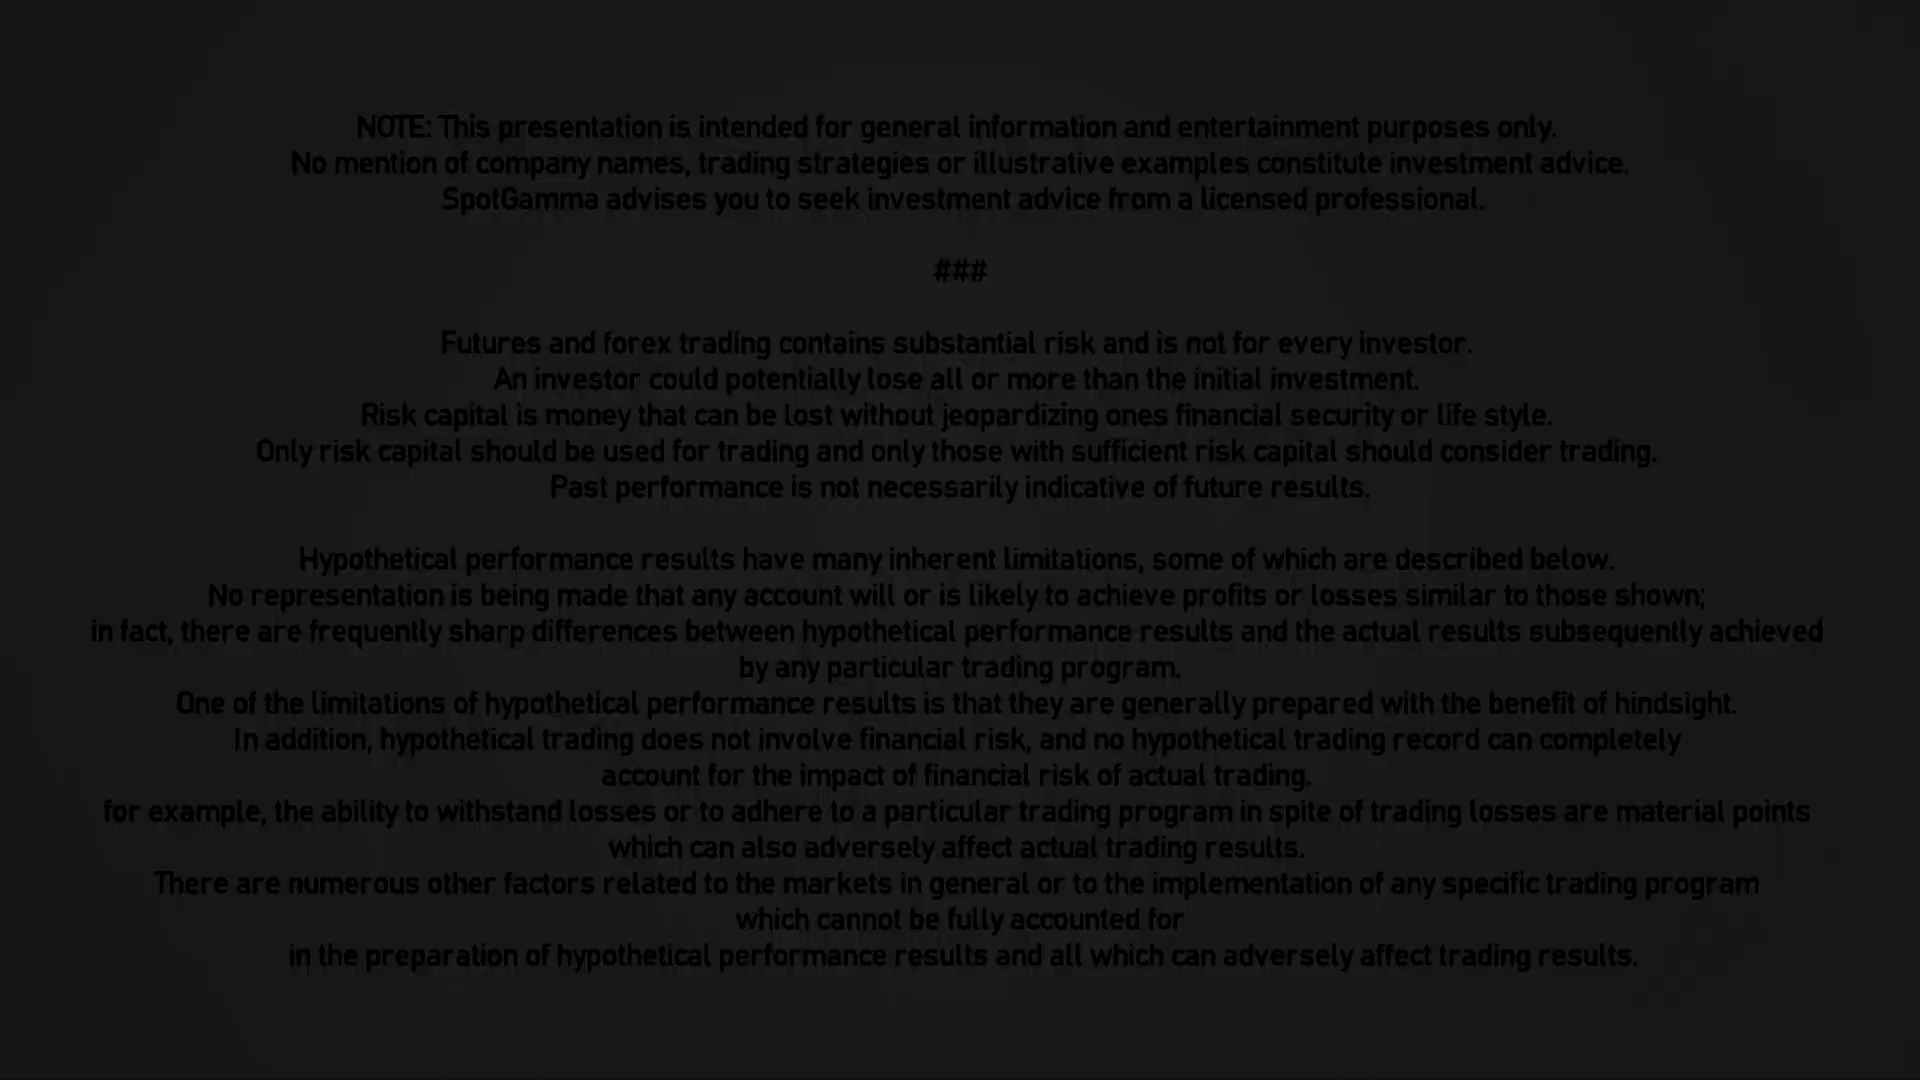 NOTE: This presentation is intended for general information and entertainment purposes only.
No mention of company names, trading strategies or illustrative examples constitute investment advice.
SpotGamma advises you to seek investment advice from a licensed professional.
###
Futures and forex trading contains substantial risk and is not for every investor.
An investor could potentially lose all or more than the initial investment.
Risk capital is money that can be lost without jeopardizing ones financial security or life style.
Only risk capital should be used for trading and only those with sufficient risk capital should consider trading.
Past performance is not necessarily indicative of future results.
Hypothetical performance results have many inherent limitations, some of which are described below.
No representation is being made that any account will or is likely to achieve profits or losses similar to those shown;
in fact, there are frequently sharp differences between hypothetical performance results and the actual results subsequently achieved
by any particular trading program.
One of the limitations of hypothetical performance results is that they are generally prepared with the benefit of hindsight.
In addition, hypothetical trading does not involve financial risk, and no hypothetical trading record can completely
account for the impact of financial risk of actual trading.
for example, the ability to withstand losses or to adhere to a particular trading program in spite of trading losses are material points
which can also adversely affect actual trading results.
There are numerous other factors related to the markets in general or to the implementation of any specific trading program
which cannot be fully accounted for
in the preparation of hypothetical performance results and all which can adversely affect trading results.